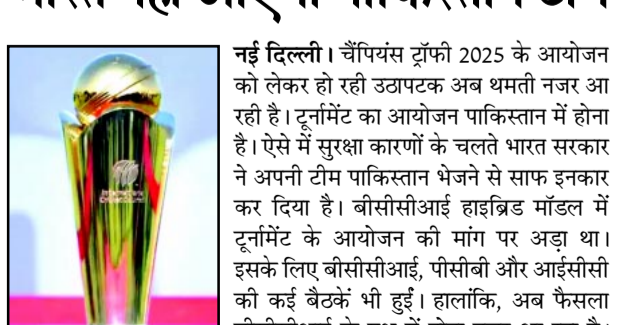 नई दिल्ली। चैंपियंस ट्रॉफी 2025 के आयोजन
को लेकर हो रही उठापटक अब थमती नजर आ
रही है। टूर्नामेंट का आयोजन पाकिस्तान में होना
है। ऐसे में सुरक्षा कारणों के चलते भारत सरकार
ने अपनी टीम पाकिस्तान भेजने से साफ इनकार
कर दिया है। बीसीसीआई हाइब्रिड मॉडल में
टूर्नामेंट के आयोजन की मांग पर अड़ा था।
इसके लिए बीसीसीआई, पीसीबी और आईसीसी
की कई बैठकें भी हुईं। हालांकि, अब फैसला